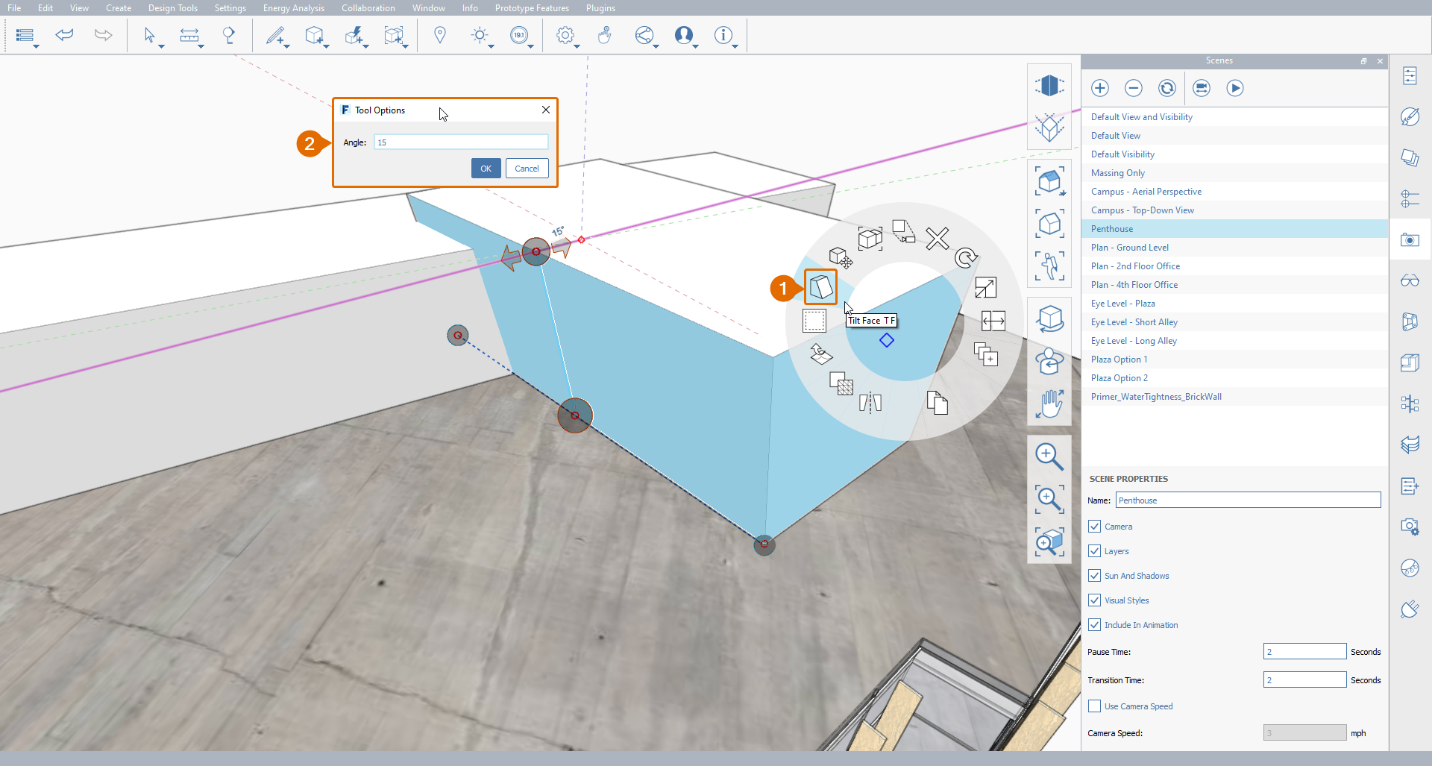 File Edit View Create Design Tools Settings Energy Analysis Collaboration Window Info Prototype Features Plugins
191
Scenes
F Tool Options
2
Angle: 15
OK Cancel
15°
1
Tilt Face T F
Default View and Visibility
Default View
Default Visibility
Massing Only
Campus - Aerial Perspective
Campus - Top-Down View
Penthouse
Plan - Ground Level
Plan - 2nd Floor Office
Plan - 4th Floor Office
Eye Level - Plaza
Eye Level - Short Alley
Eye Level - Long Alley
Plaza Option 1
Plaza Option 2
Primer_WaterTightness_BrickWall
SCENE PROPERTIES
Name: Penthouse
Camera
Layers
Sun And Shadows
Visual Styles
Include In Animation
Pause Time: 2 Seconds
Transition Time: 2 Seconds
Use Camera Speed
Camera Speed: 3 mph